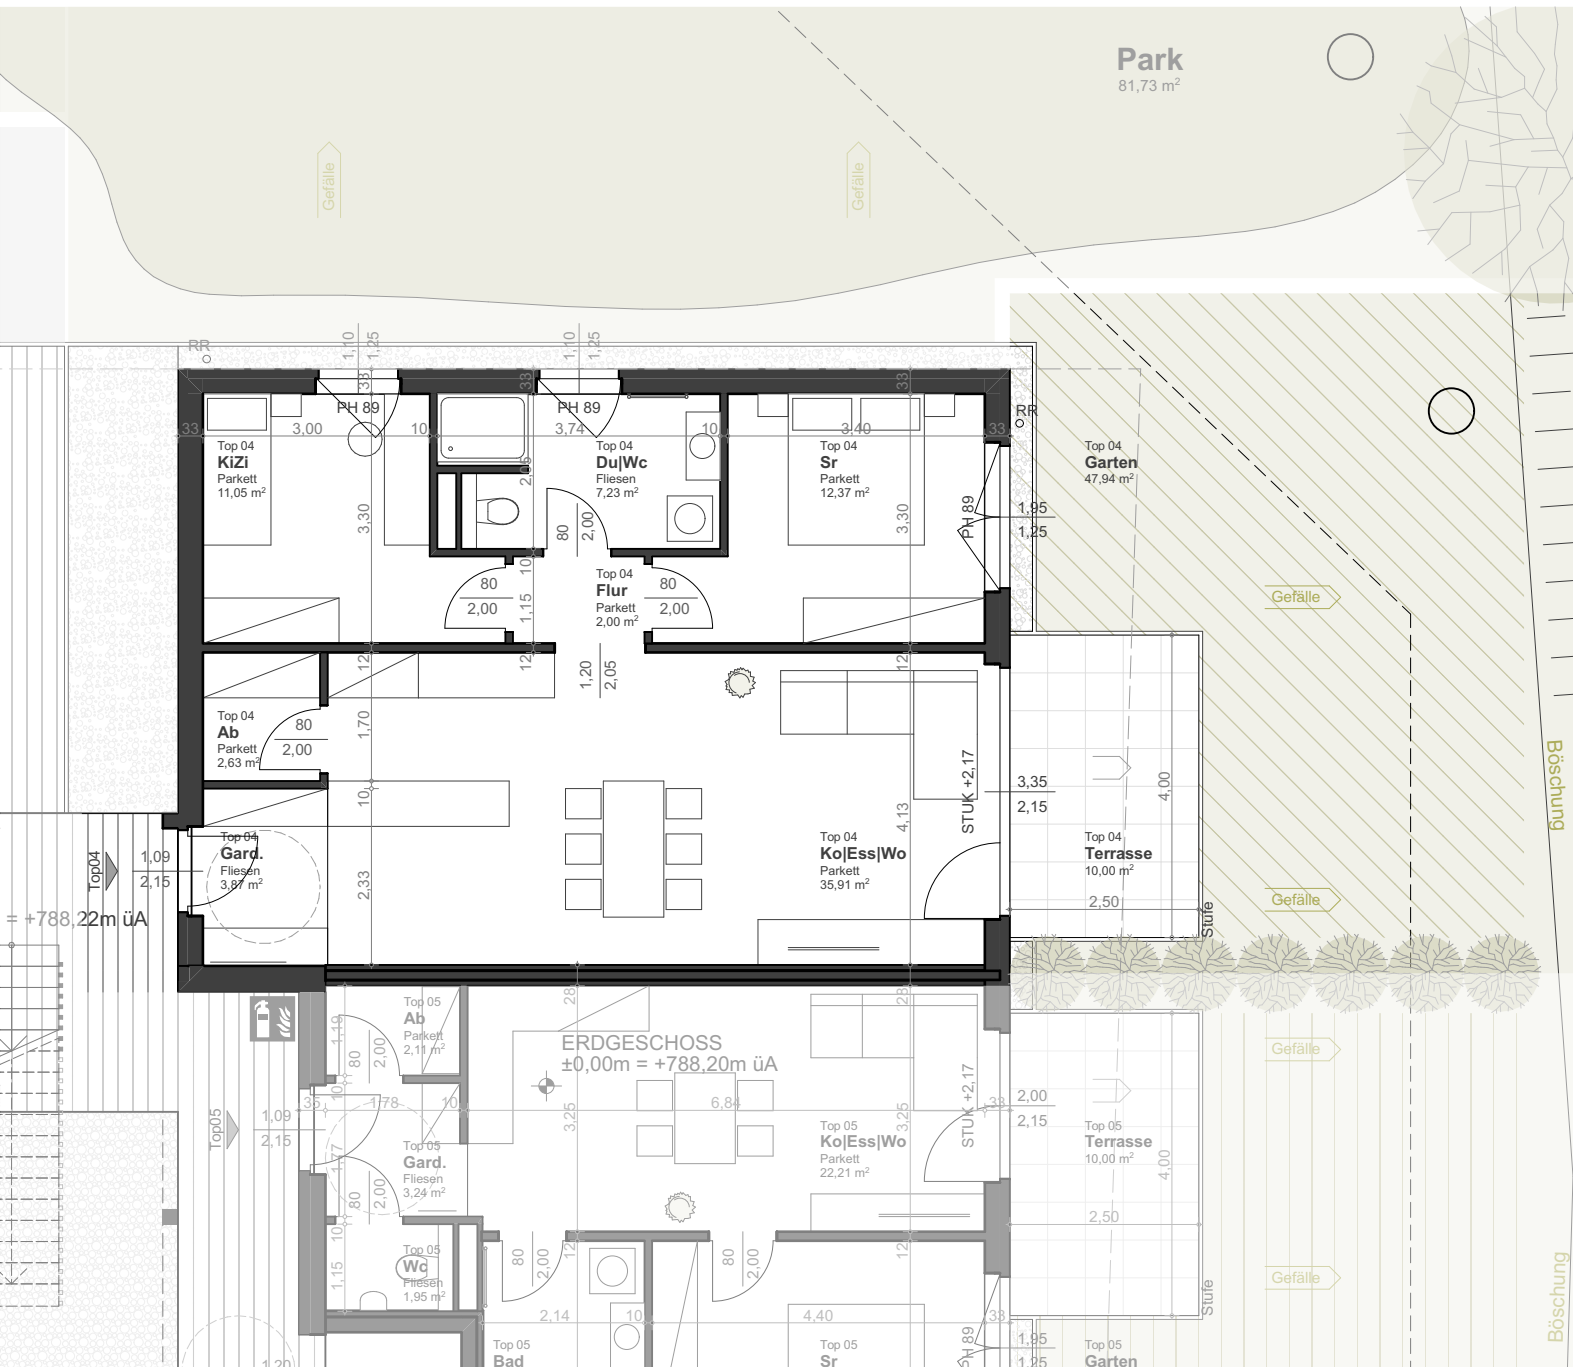 Park
81,73 m²
Gefälle
Gefälle
RR
1,10
1,25
1,10
1,25
33
33
33
PH 89
PH 89
RR
33
3,00
10
3,74
10
3,40
33
Top 04
KiZi
Parkett
11,05 m²
Top 04
Du|Wc
Fliesen
7,23 m²
Top 04
Sr
Parkett
12,37 m²
Top 04
Garten
47,94 m²
3,30
80
2,00
3,30
PH 89
1,95
1,25
10
80
2,00
1,15
Top 04
Flur
Parkett
2,00 m²
80
2,00
Gefälle
12
12
12
1,20
2,05
Top 04
Ab
Parkett
2,63 m²
80
2,00
1,70
10
4,13
STUK +2,17
3,35
2,15
4,00
Böschung
Top04
1,09
2,15
Top 04
Gard.
Fliesen
3,87 m²
2,33
Top 04
Ko|Ess|Wo
Parkett
35,91 m²
Top 04
Terrasse
10,00 m²
2,50
Stufe
Gefälle
= +788,22m üA
28
28
Top 05
Ab
Parkett
2,11 m²
1,19
80
2,00
ERDGESCHOSS
±0,00m = +788,20m üA
Gefälle
STUK +2,17
2,00
2,15
Top05
1,09
2,15
35
1,78
10
10
3,25
6,84
3,25
33
Top 05
Ko|Ess|Wo
Parkett
22,21 m²
Top 05
Terrasse
10,00 m²
4,00
2,50
1,77
Top 05
Gard.
Fliesen
3,24 m²
80
2,00
10
1,15
Top 05
Wc
Fliesen
1,95 m²
80
2,00
12
80
2,00
12
Gefälle
Stufe
Böschung
2,14
10
4,40
33
PH 89
1,95
1,25
1,20
Top 05
Bad
Top 05
Sr
Top 05
Garten